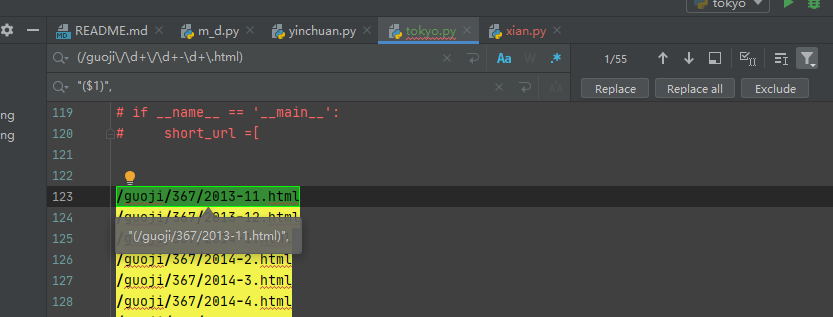 tokyo
README.md m_d.py yinchuan.py tokyo.py xian.py
(/guoji\/\d+\/\d+-\d+\.html) Aa W .* 1/55
"($1)", Replace Replace all Exclude
ng
ng
119 # if __name__ == '__main__':
120 #     short_url =[
121
122
123 /guoji/367/2013-11.html
124 /guoji/367/2013-12.html
"(/guoji/367/2013-11.html)",
126 /guoji/367/2014-2.html
127 /guoji/367/2014-3.html
128 /guoji/367/2014-4.html